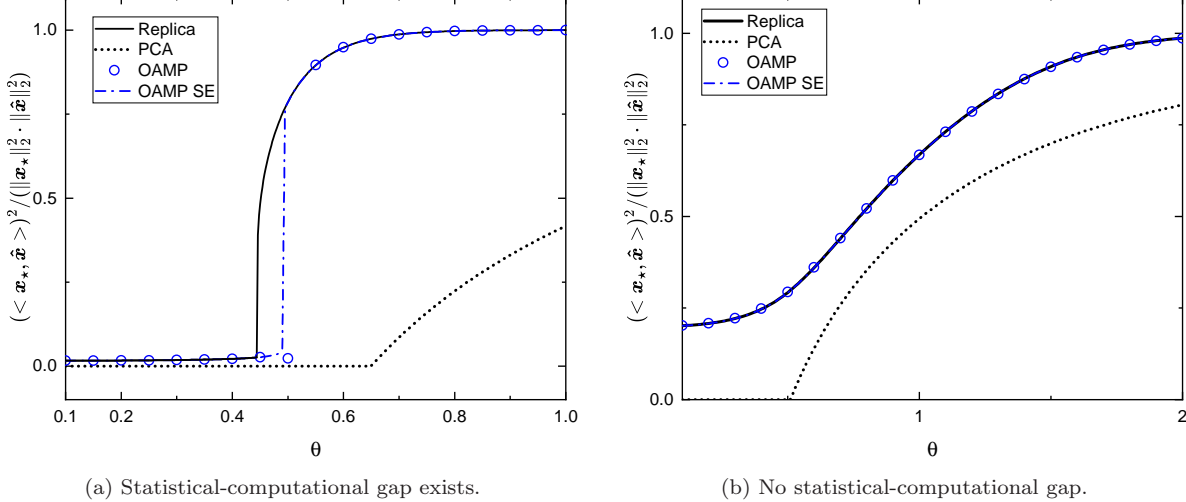 1.0
0.5
0.0
0.1
0.2
0.4
0.6
0.8
1.0
θ
(< x⋆, x̂ >)²/(‖x⋆‖₂² · ‖x̂‖₂²)
Replica
PCA
OAMP
OAMP SE
(a) Statistical-computational gap exists.
1.0
0.5
0.0
1
2
θ
(< x⋆, x̂ >)²/(‖x⋆‖₂² · ‖x̂‖₂²)
Replica
PCA
OAMP
OAMP SE
(b) No statistical-computational gap.